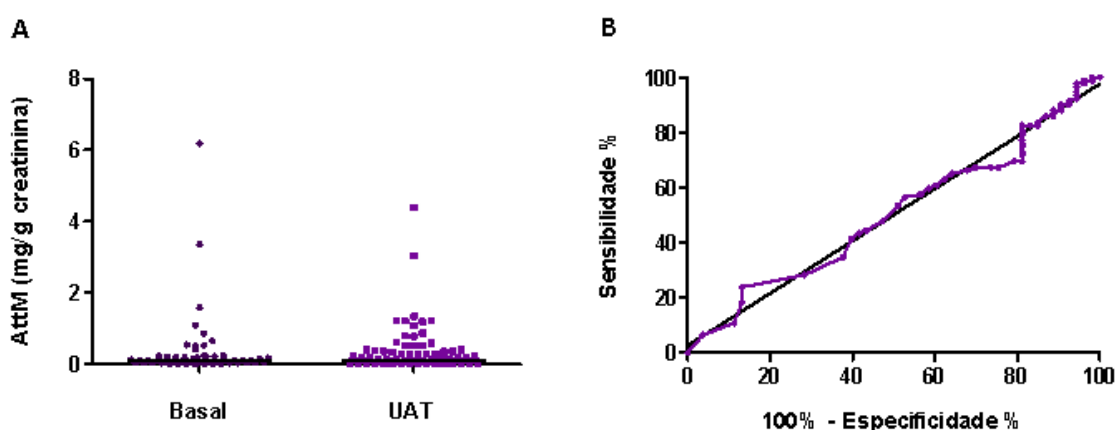 A
AttM (mg/g creatinina)
8
6
4
2
0
Basal UAT
B
Sensibilidade %
100
80
60
40
20
0
0 20 40 60 80 100
100% - Especificidade %